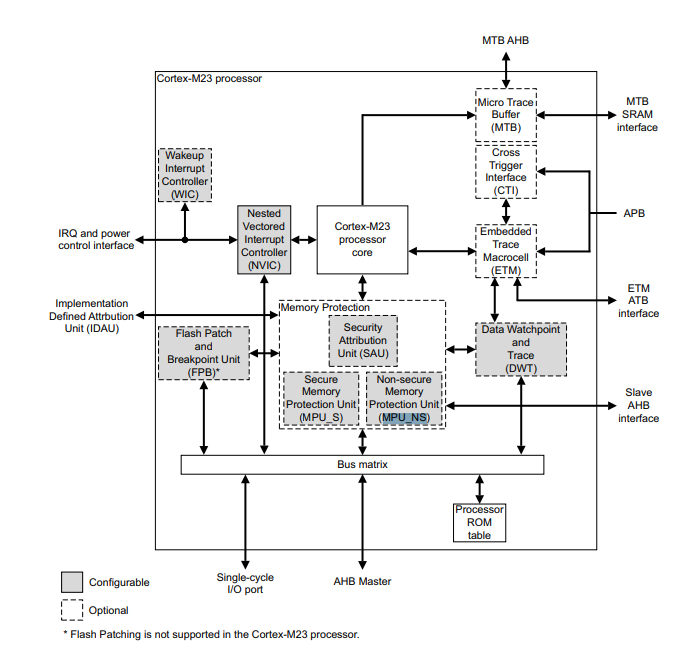 MTB AHB
Cortex-M23 processor
Micro Trace
Buffer
(MTB)
MTB
SRAM
interface
Cross
Trigger
Interface
(CTI)
Wakeup
Interrupt
Controller
(WIC)
Nested
Vectored
Interrupt
Controller
(NVIC)
Cortex-M23
processor
core
APB
IRQ and power
control interface
Embedded
Trace
Macrocell
(ETM)
ETM
ATB
interface
Implementation
Defined Attrbution
Unit (IDAU)
Memory Protection
Security
Attribution
Unit (SAU)
Flash Patch
and
Breakpoint Unit
(FPB)*
Data Watchpoint
and
Trace
(DWT)
Secure
Memory
Protection Unit
(MPU_S)
Non-secure
Memory
Protection Unit
(MPU_NS)
Slave
AHB
interface
Bus matrix
Processor
ROM
table
Single-cycle
I/O port
AHB Master
Configurable
Optional
* Flash Patching is not supported in the Cortex-M23 processor.